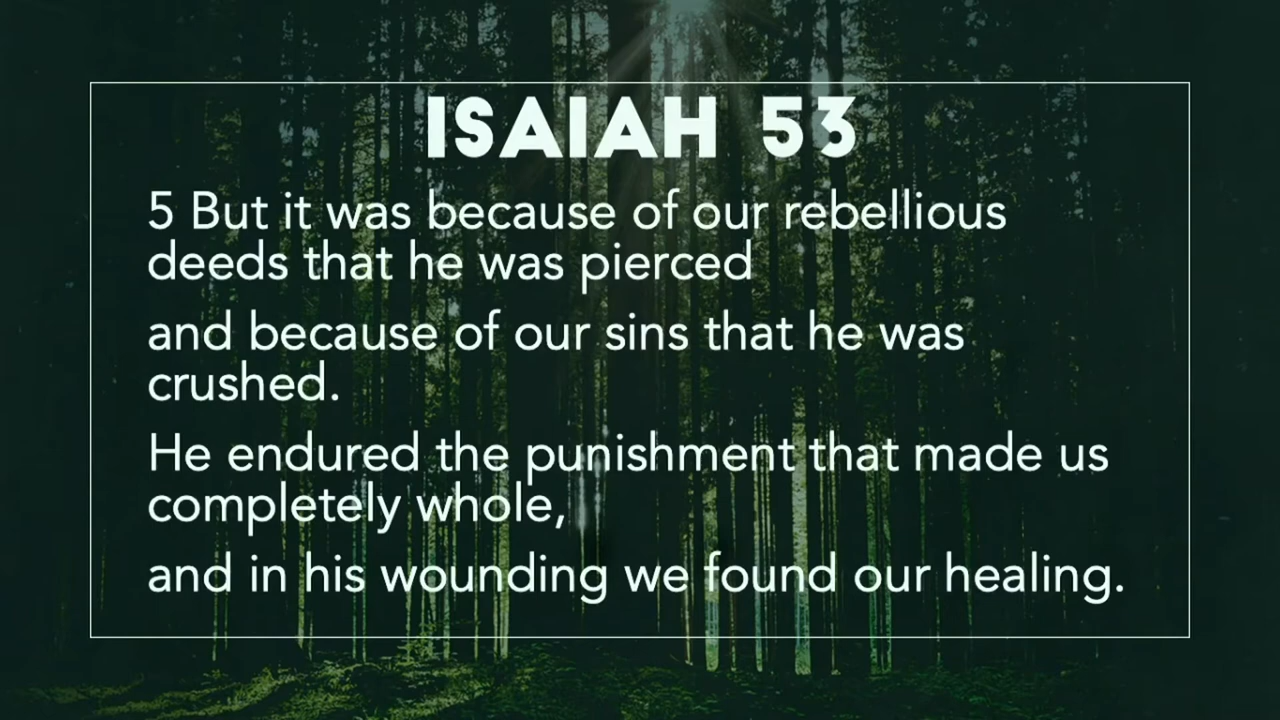 ISAIAH 53
5 But it was because of our rebellious
deeds that he was pierced
and because of our sins that he was
crushed.
He endured the punishment that made us
completely whole,
and in his wounding we found our healing.